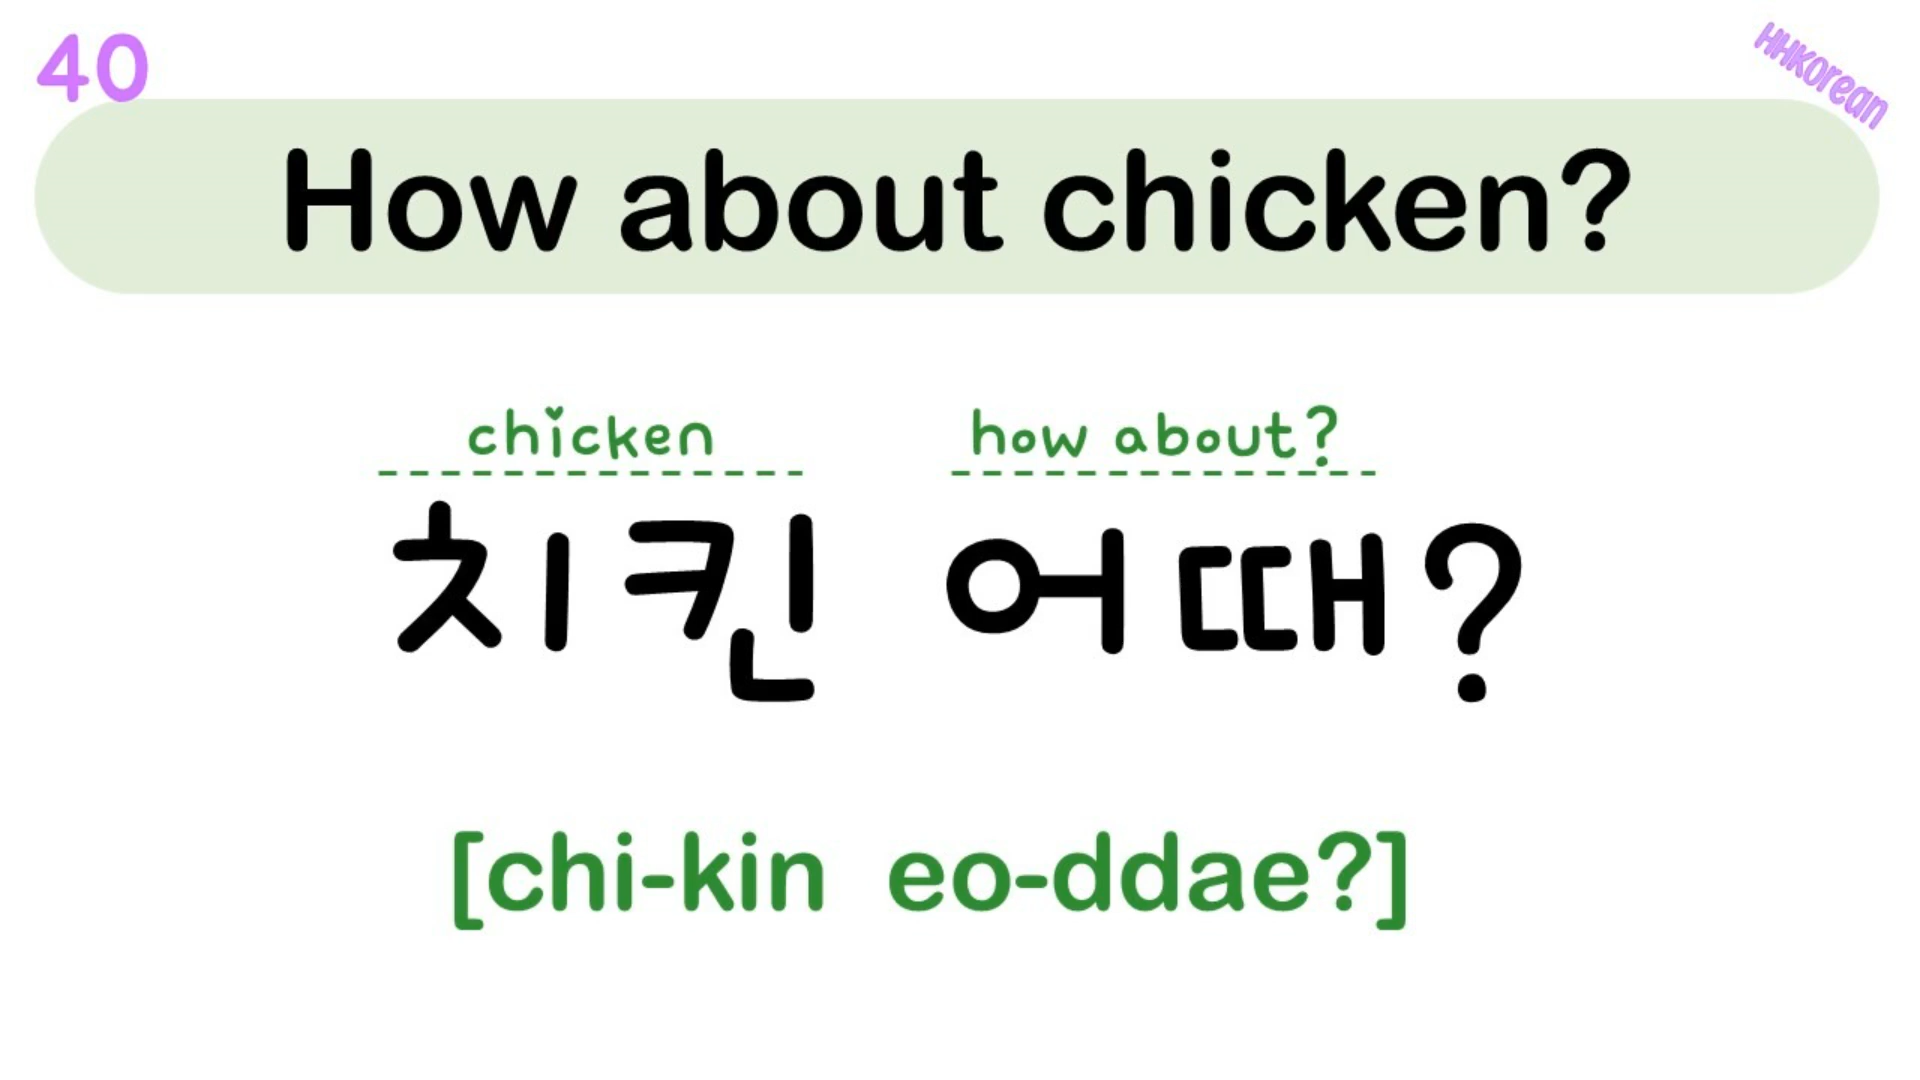 40
HHKorean
How about chicken?
chicken how about?
치킨 어때?
[chi-kin eo-ddae?]